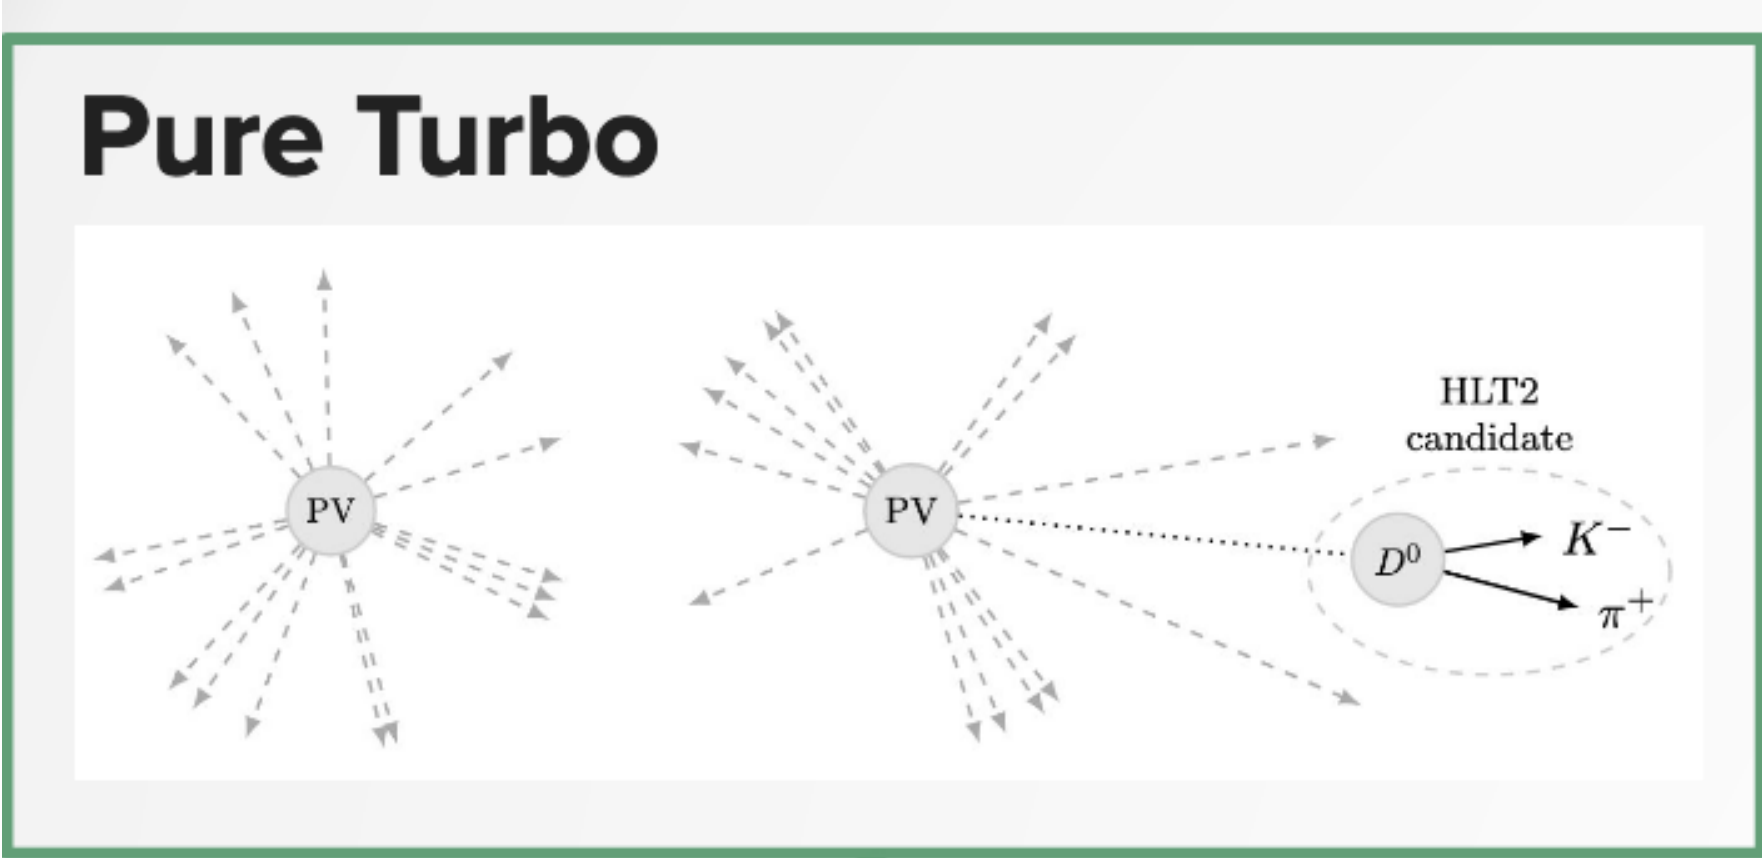 Pure Turbo
HLT2
candidate
PV
PV
D⁰
K⁻
π⁺